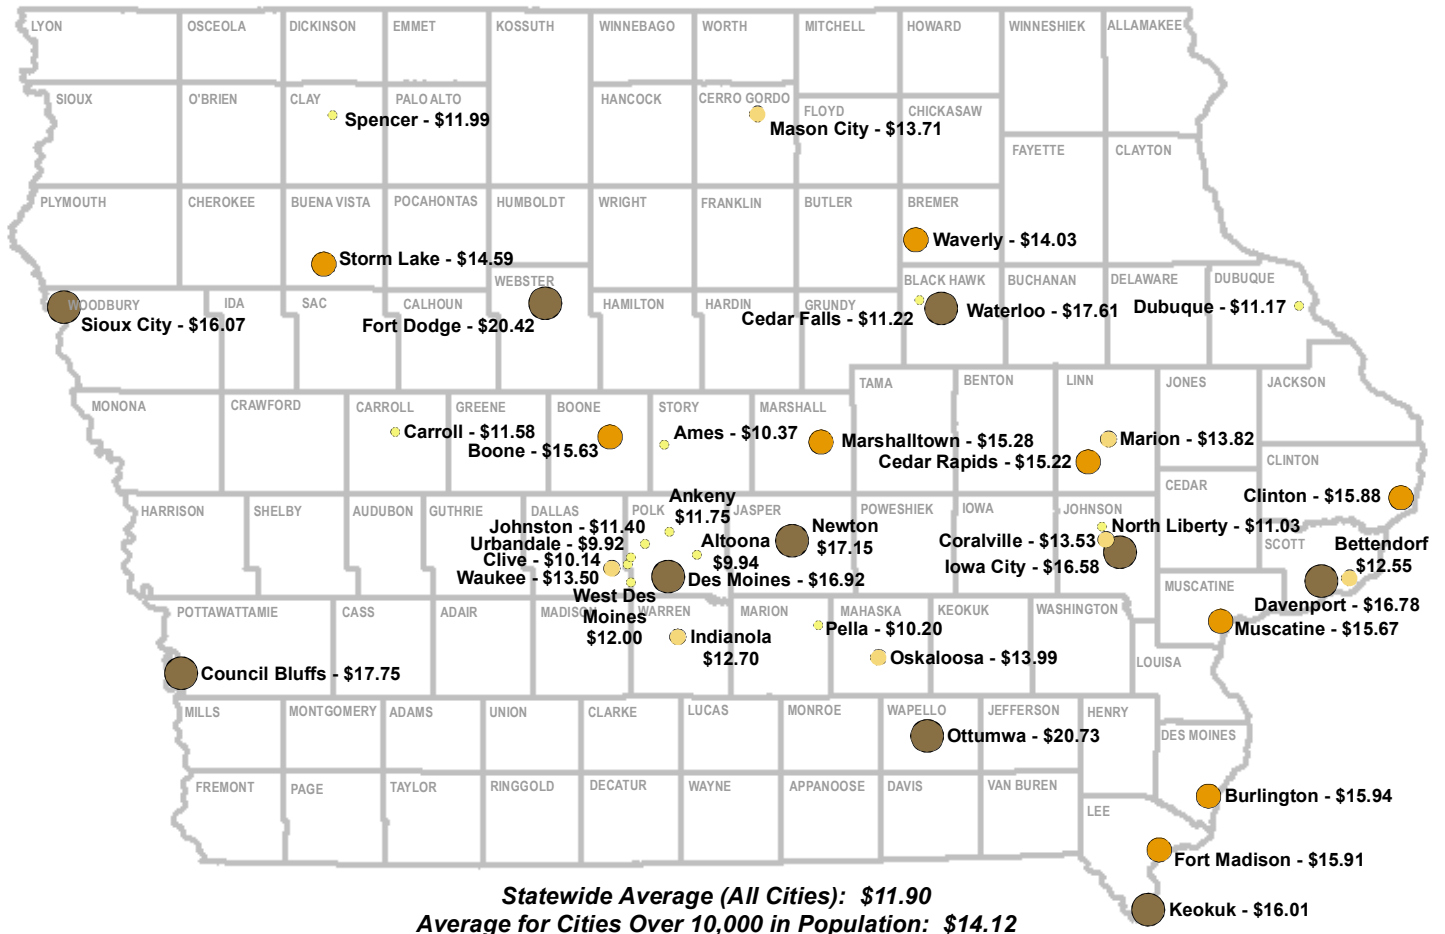 LYON
OSCEOLA
DICKINSON
EMMET
KOSSUTH
WINNEBAGO
WORTH
MITCHELL
HOWARD
WINNESHIEK
ALLAMAKEE
SIOUX
O'BRIEN
CLAY
PALO ALTO
HANCOCK
CERRO GORDO
FLOYD
CHICKASAW
Spencer - $11.99
Mason City - $13.71
FAYETTE
CLAYTON
PLYMOUTH
CHEROKEE
BUENA VISTA
POCAHONTAS
HUMBOLDT
WRIGHT
FRANKLIN
BUTLER
BREMER
Waverly - $14.03
Storm Lake - $14.59
WEBSTER
BLACK HAWK
BUCHANAN
DELAWARE
DUBUQUE
WOODBURY
IDA
SAC
CALHOUN
HAMILTON
HARDIN
GRUNDY
Sioux City - $16.07
Fort Dodge - $20.42
Cedar Falls - $11.22
Waterloo - $17.61
Dubuque - $11.17
TAMA
BENTON
LINN
JONES
JACKSON
MONONA
CRAWFORD
CARROLL
GREENE
BOONE
STORY
MARSHALL
Carroll - $11.58
Boone - $15.63
Ames - $10.37
Marshalltown - $15.28
Cedar Rapids - $15.22
Marion - $13.82
CLINTON
CEDAR
Clinton - $15.88
HARRISON
SHELBY
AUDUBON
GUTHRIE
DALLAS
POLK
JASPER
POWESHIEK
IOWA
JOHNSON
Ankeny
$11.75
Johnston - $11.40
Urbandale - $9.92
Clive - $10.14
Waukee - $13.50
Altoona
$9.94
Newton
$17.15
Des Moines - $16.92
West Des
Moines
$12.00
North Liberty - $11.03
Coralville - $13.53
Iowa City - $16.58
SCOTT
Bettendorf
$12.55
Davenport - $16.78
MUSCATINE
Muscatine - $15.67
POTTAWATTAMIE
CASS
ADAIR
MADISON
WARREN
MARION
MAHASKA
KEOKUK
WASHINGTON
Indianola
$12.70
Pella - $10.20
Oskaloosa - $13.99
LOUISA
Council Bluffs - $17.75
MILLS
MONTGOMERY
ADAMS
UNION
CLARKE
LUCAS
MONROE
WAPELLO
JEFFERSON
HENRY
DES MOINES
Ottumwa - $20.73
FREMONT
PAGE
TAYLOR
RINGGOLD
DECATUR
WAYNE
APPANOOSE
DAVIS
VAN BUREN
LEE
Burlington - $15.94
Fort Madison - $15.91
Keokuk - $16.01
Statewide Average (All Cities): $11.90
Average for Cities Over 10,000 in Population: $14.12